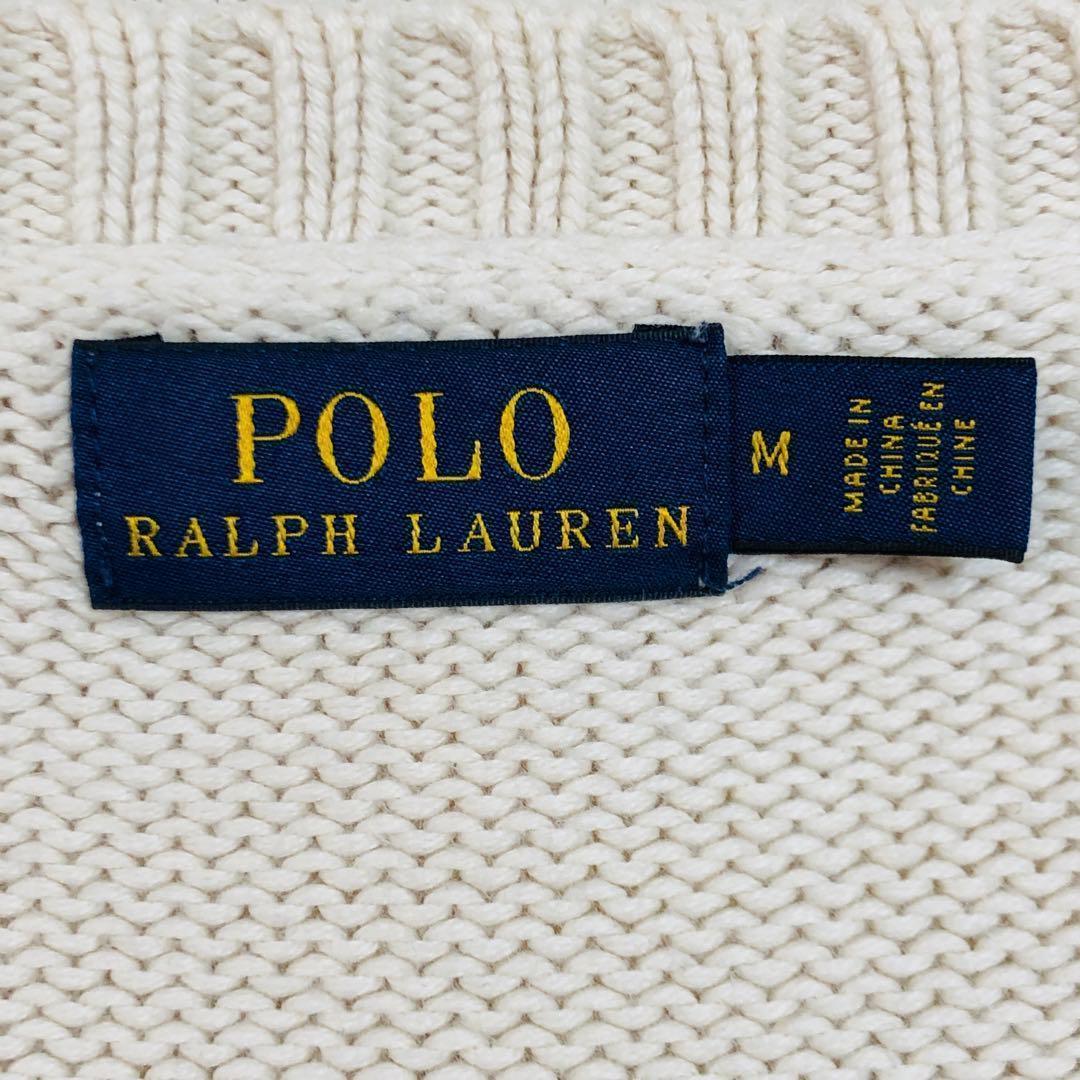 POLO
RALPH LAUREN
M
MADE IN
CHINA
FABRIQUÉ EN
CHINE